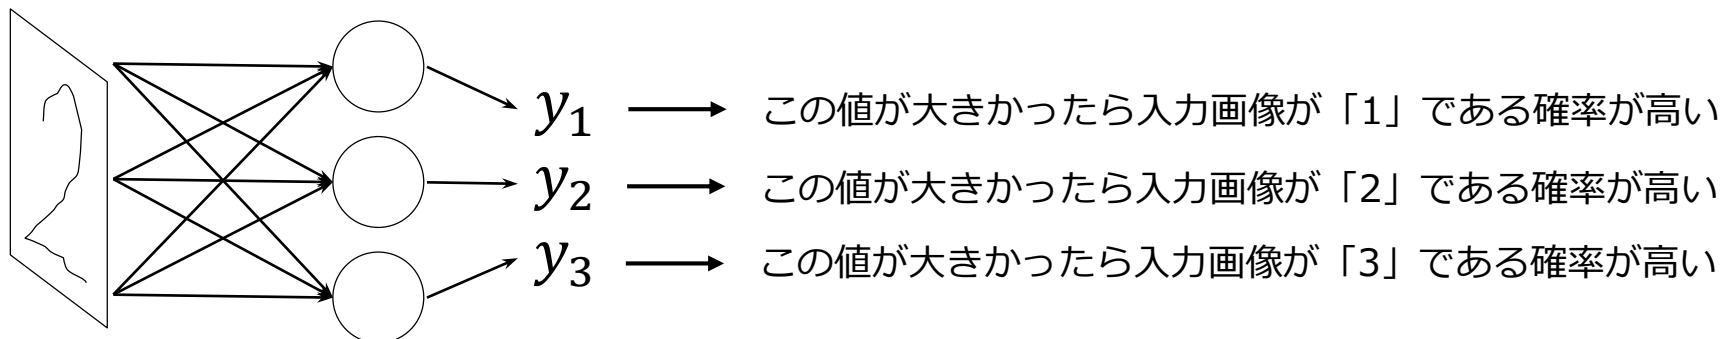 y₁ → この値が大きかったら入力画像が「1」である確率が高い
y₂ → この値が大きかったら入力画像が「2」である確率が高い
y₃ → この値が大きかったら入力画像が「3」である確率が高い